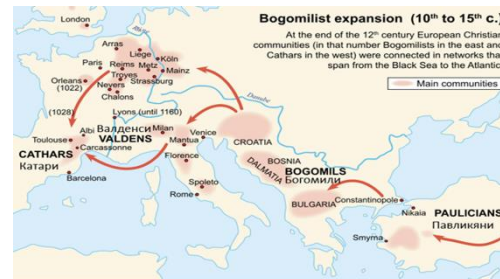 Bogomilist expansion (10th to 15th c.)
At the end of the 12th century European Christian
communities (in that number Bogomilists in the east and
Cathars in the west) were connected in networks that
span from the Black Sea to the Atlantic
Main communities
London
Arras
Liège
Köln
Paris
Reims
Metz
Mainz
Orleans
(1022)
Troyes
Strassburg
Nevers
Chalons
Danube
(1028)
Lyons (until 1160)
Валденси
VALDENS
Milan
Venice
Mantua
CROATIA
Albi
Toulouse
Carcassionne
CATHARS
Катари
Florence
BOSNIA
DALMATIA
BOGOMILS
Богомили
Barcelona
Spoleto
Rome
BULGARIA
Constantinople
Nikaia
PAULICIANS
Павликяни
Smyrna